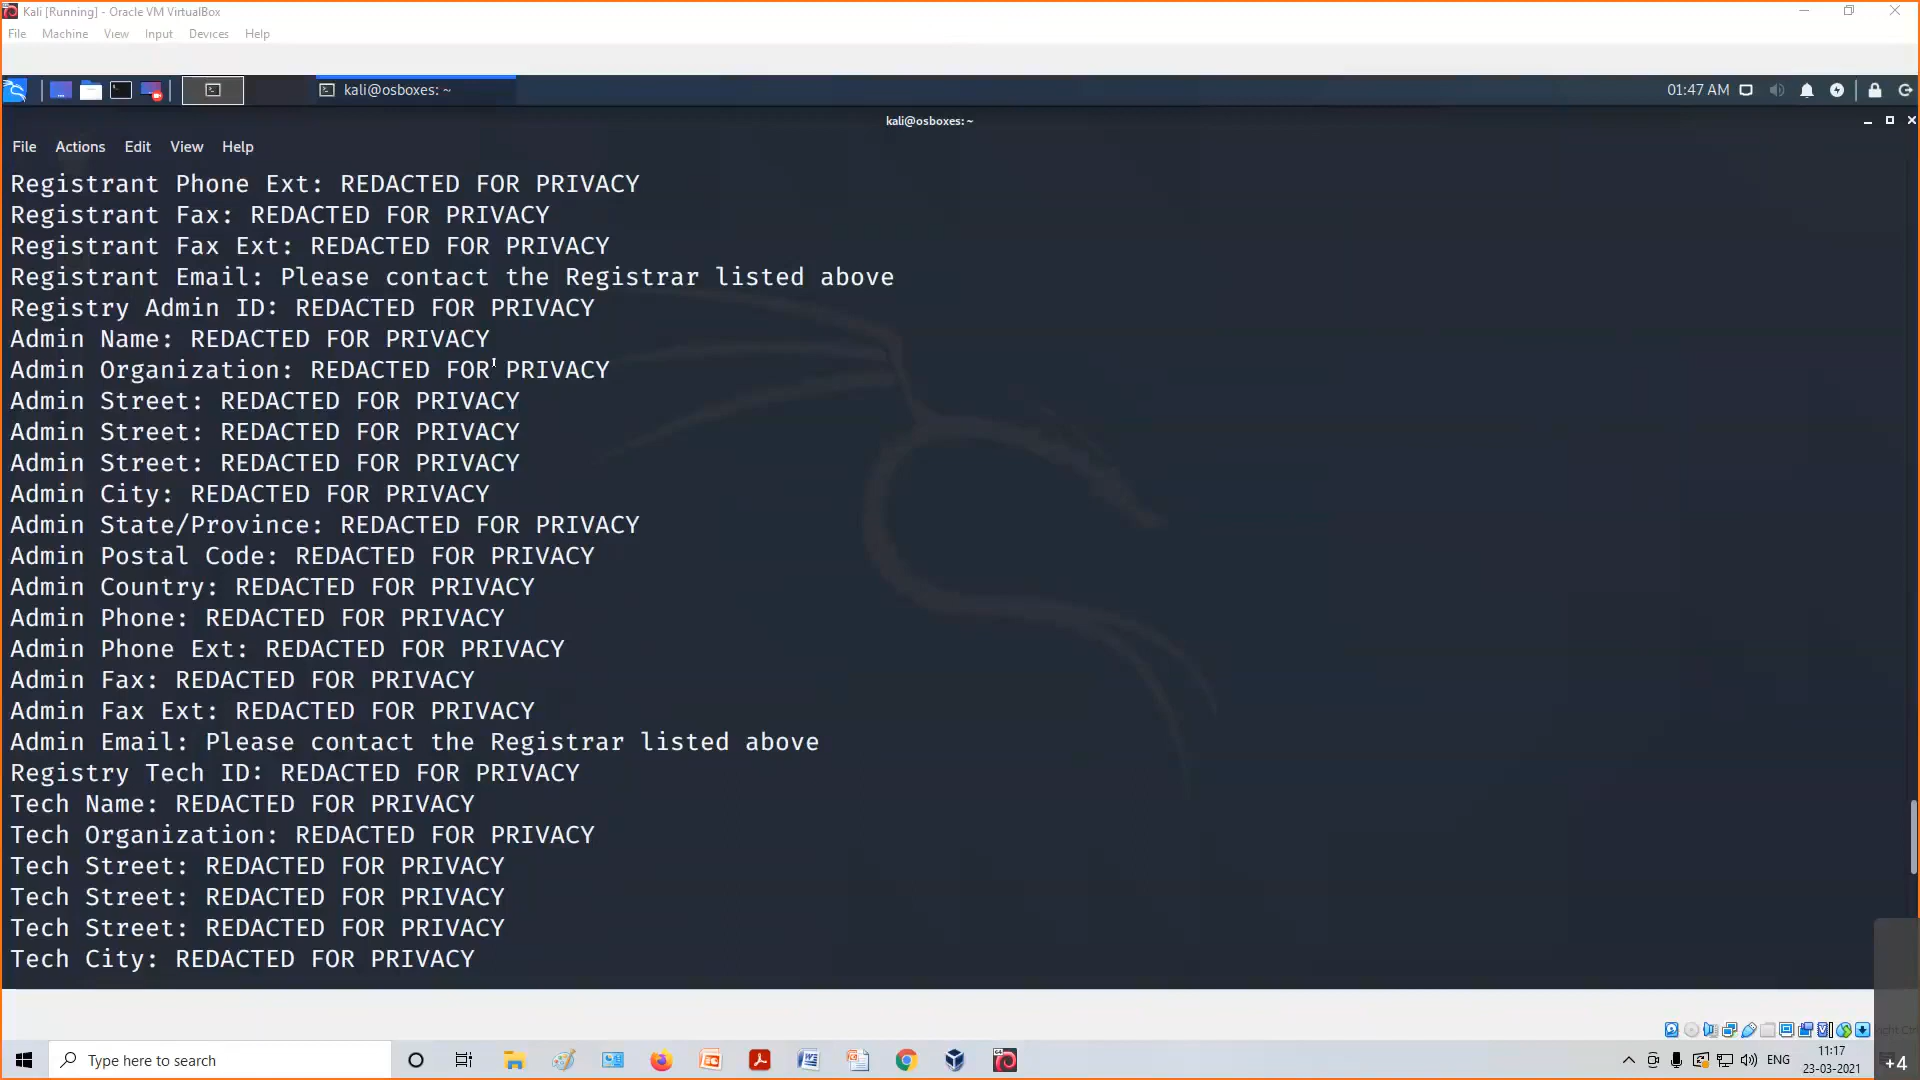 Kali [Running] - Oracle VM VirtualBox
File Machine View Input Devices Help
kali@osboxes: ~
01:47 AM
kali@osboxes: ~
File Actions Edit View Help
Registrant Phone Ext: REDACTED FOR PRIVACY
Registrant Fax: REDACTED FOR PRIVACY
Registrant Fax Ext: REDACTED FOR PRIVACY
Registrant Email: Please contact the Registrar listed above
Registry Admin ID: REDACTED FOR PRIVACY
Admin Name: REDACTED FOR PRIVACY
Admin Organization: REDACTED FOR PRIVACY
Admin Street: REDACTED FOR PRIVACY
Admin Street: REDACTED FOR PRIVACY
Admin Street: REDACTED FOR PRIVACY
Admin City: REDACTED FOR PRIVACY
Admin State/Province: REDACTED FOR PRIVACY
Admin Postal Code: REDACTED FOR PRIVACY
Admin Country: REDACTED FOR PRIVACY
Admin Phone: REDACTED FOR PRIVACY
Admin Phone Ext: REDACTED FOR PRIVACY
Admin Fax: REDACTED FOR PRIVACY
Admin Fax Ext: REDACTED FOR PRIVACY
Admin Email: Please contact the Registrar listed above
Registry Tech ID: REDACTED FOR PRIVACY
Tech Name: REDACTED FOR PRIVACY
Tech Organization: REDACTED FOR PRIVACY
Tech Street: REDACTED FOR PRIVACY
Tech Street: REDACTED FOR PRIVACY
Tech Street: REDACTED FOR PRIVACY
Tech City: REDACTED FOR PRIVACY
Type here to search
ENG
11:17
23-03-2021
+4